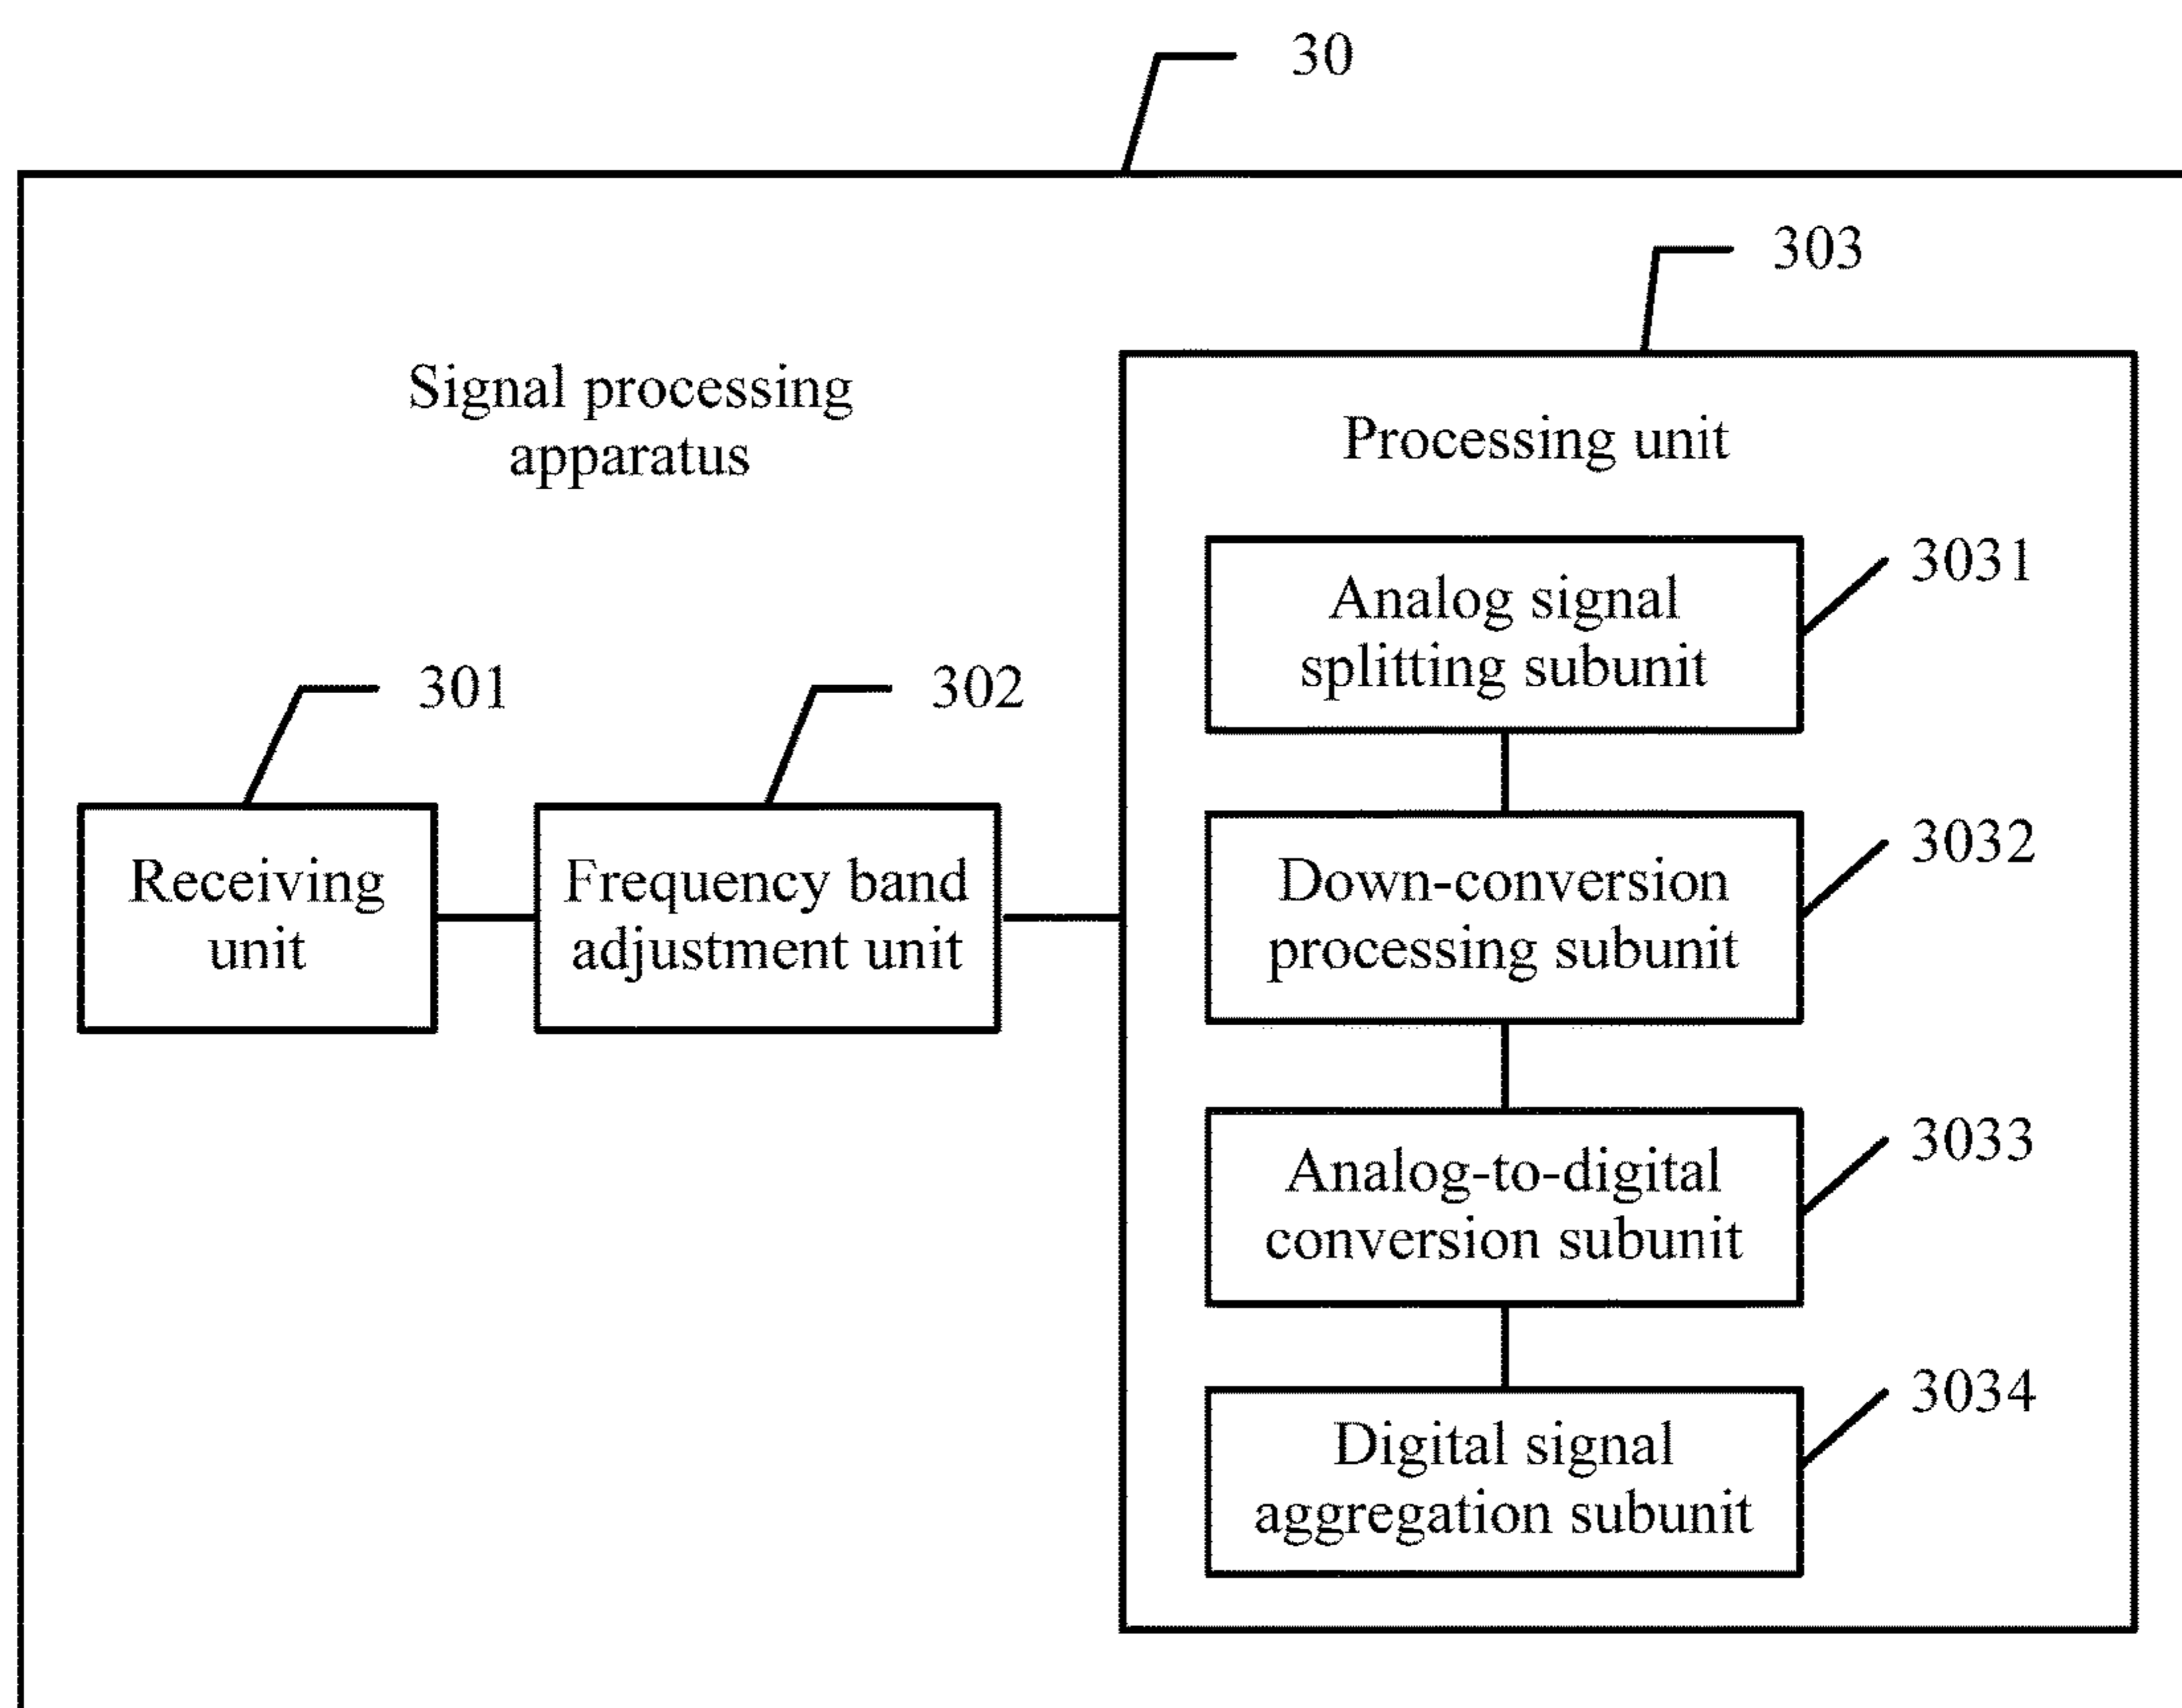 30
303
Signal processing
apparatus
Processing unit
3031
Analog signal
splitting subunit
301
302
Receiving
unit
Frequency band
adjustment unit
3032
Down-conversion
processing subunit
3033
Analog-to-digital
conversion subunit
3034
Digital signal
aggregation subunit